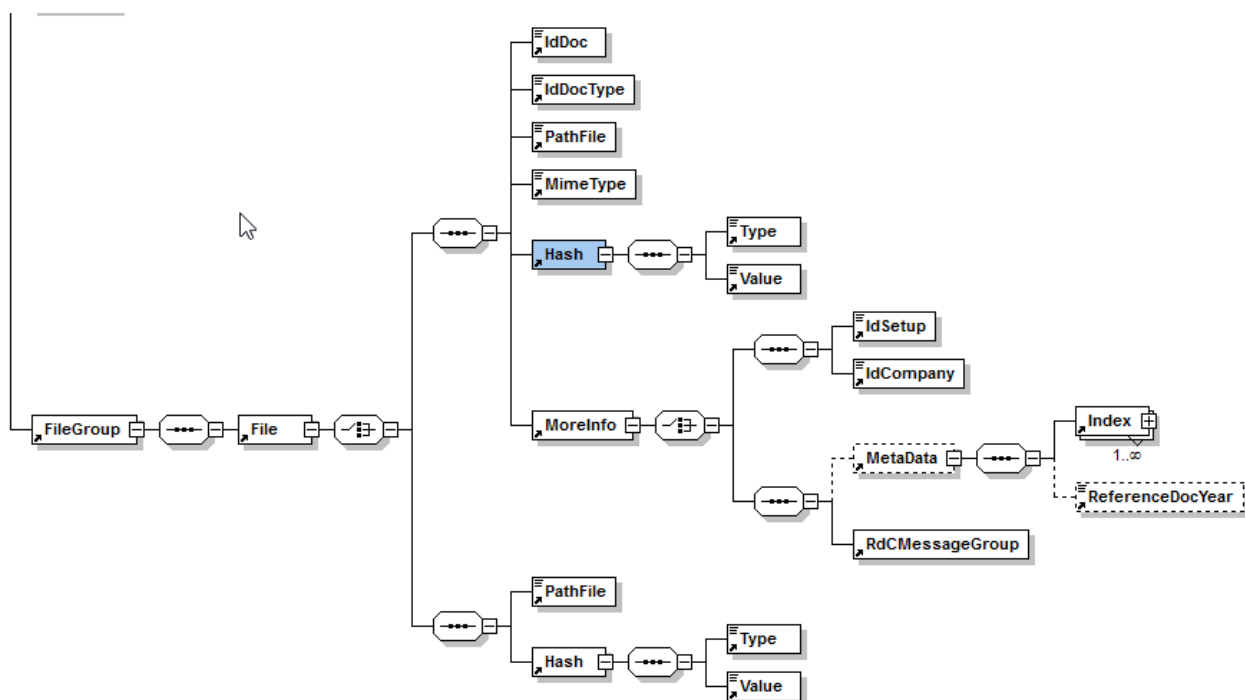 IdDoc
IdDocType
PathFile
MimeType
Hash
Type
Value
IdSetup
IdCompany
FileGroup
File
MoreInfo
MetaData
Index
1..∞
ReferenceDocYear
RdCMessageGroup
PathFile
Hash
Type
Value